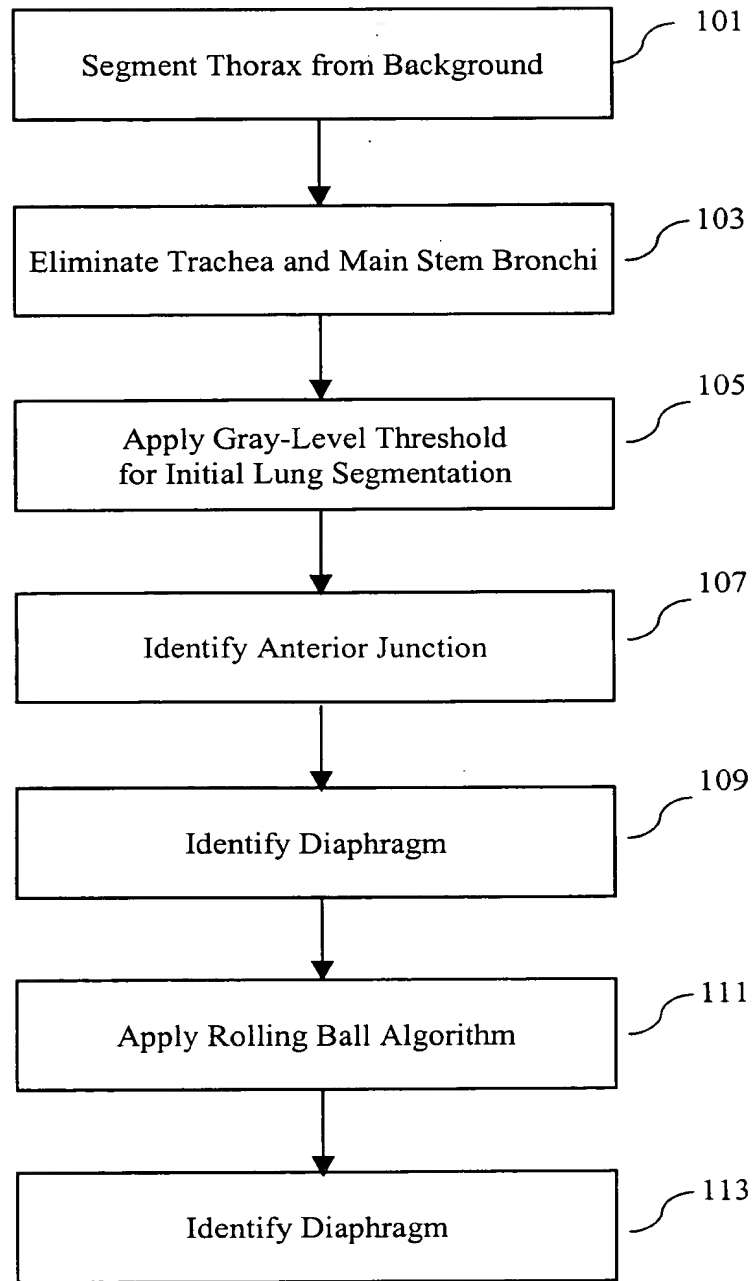 101
Segment Thorax from Background
103
Eliminate Trachea and Main Stem Bronchi
105
Apply Gray-Level Threshold
for Initial Lung Segmentation
107
Identify Anterior Junction
109
Identify Diaphragm
111
Apply Rolling Ball Algorithm
113
Identify Diaphragm